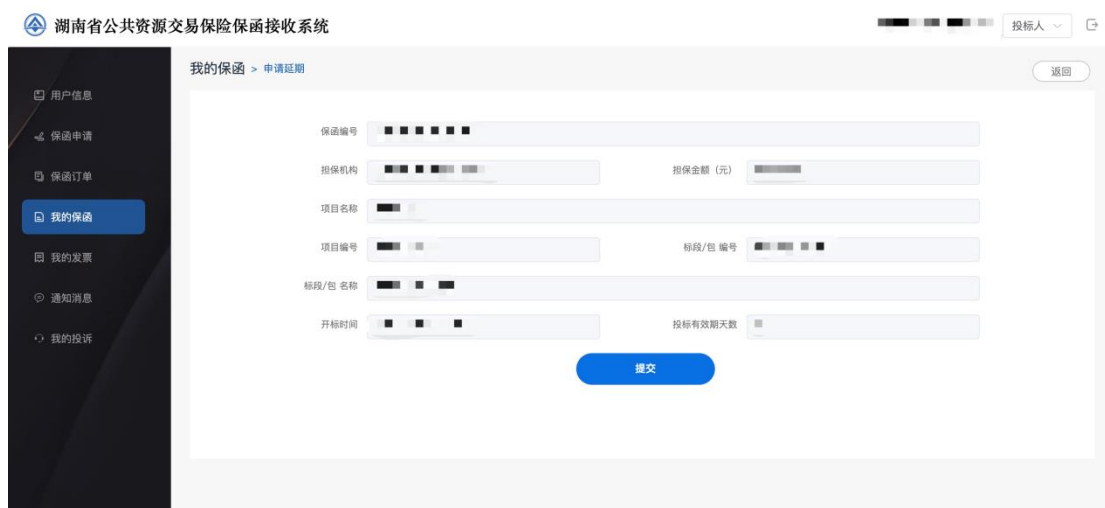 湖南省公共资源交易保险保函接收系统
投标人
我的保函 > 申请延期
返回
用户信息
保函申请
保函订单
我的保函
我的发票
通知消息
我的投诉
保函编号
担保机构
担保金额（元）
项目名称
项目编号
标段/包 编号
标段/包 名称
开标时间
投标有效期天数
提交